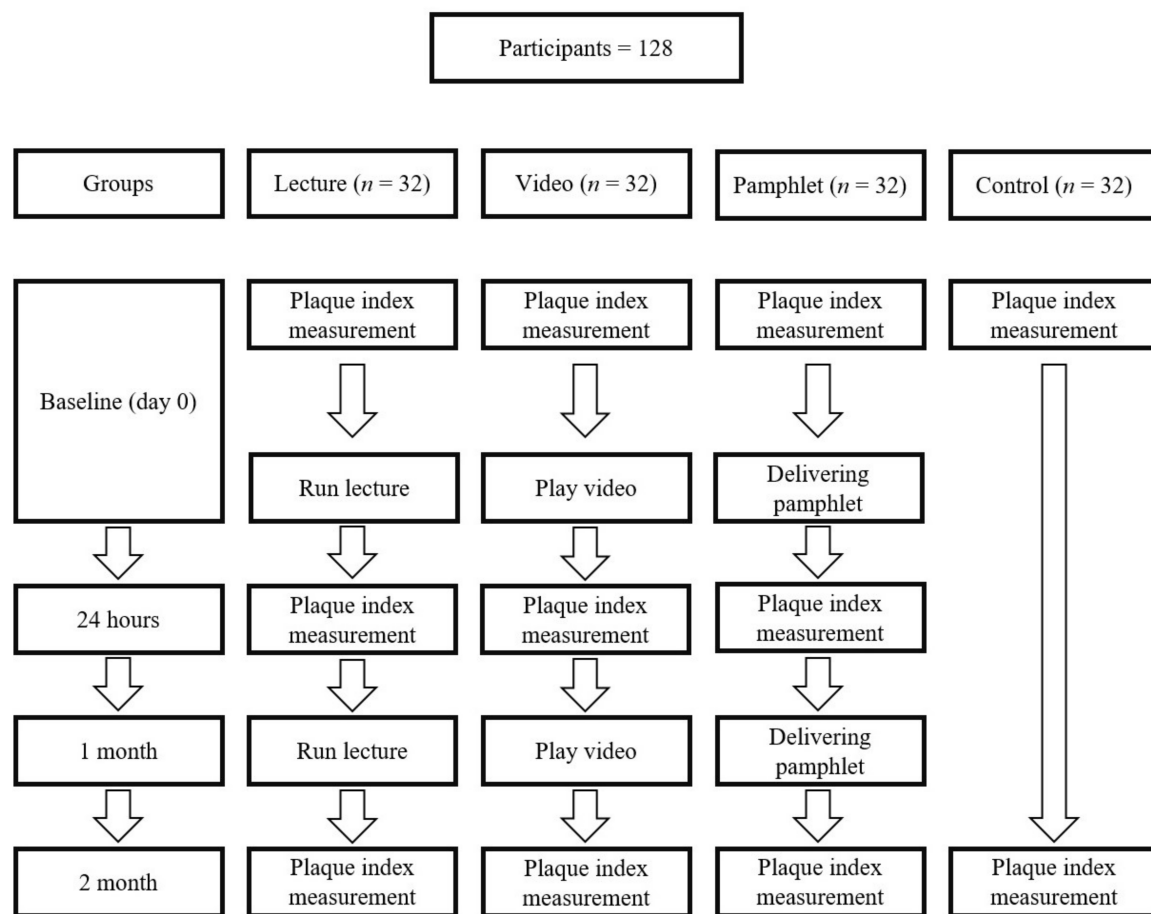 Participants = 128
Groups
Lecture (n = 32)
Video (n = 32)
Pamphlet (n = 32)
Control (n = 32)
Baseline (day 0)
Plaque index
measurement
Plaque index
measurement
Plaque index
measurement
Plaque index
measurement
Run lecture
Play video
Delivering
pamphlet
24 hours
Plaque index
measurement
Plaque index
measurement
Plaque index
measurement
1 month
Run lecture
Play video
Delivering
pamphlet
2 month
Plaque index
measurement
Plaque index
measurement
Plaque index
measurement
Plaque index
measurement